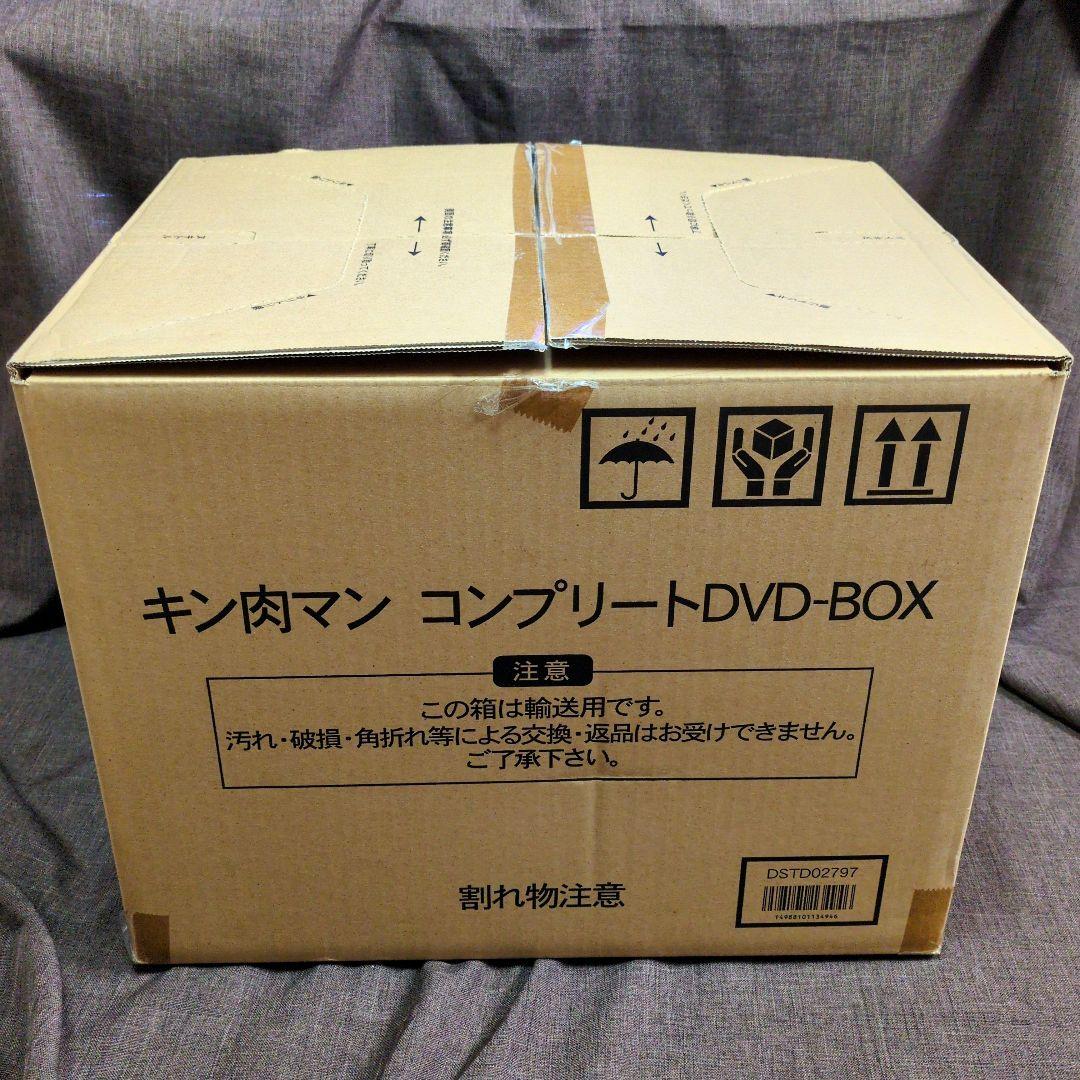 キン肉マン コンプリートDVD-BOX
注意
この箱は輸送用です。
汚れ・破損・角折れ等による交換・返品はお受けできません。
ご了承下さい。
割れ物注意
DSTD02797